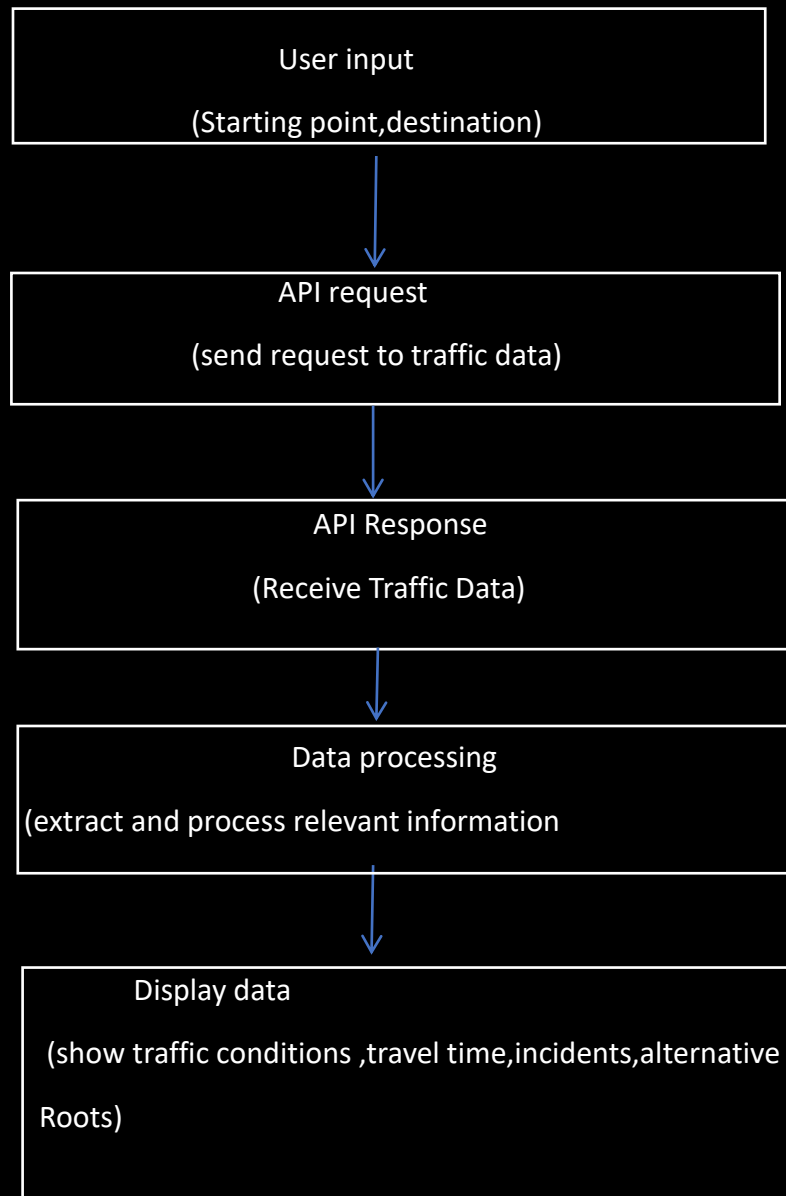 User input
(Starting point,destination)
API request
(send request to traffic data)
API Response
(Receive Traffic Data)
Data processing
(extract and process relevant information
Display data
(show traffic conditions ,travel time,incidents,alternative
Roots)